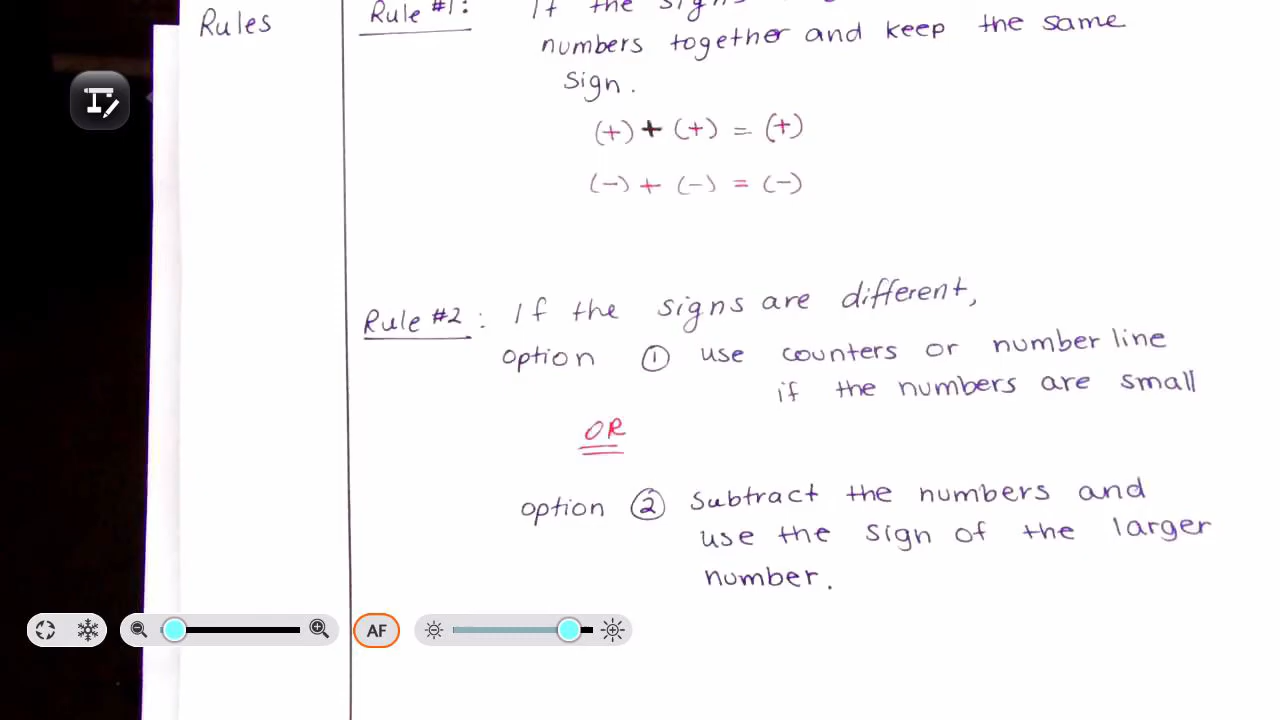 Rules
Rule #1:
If the
numbers together and keep the same
sign.
(+) + (+) = (+)
(-) + (-) = (-)
Rule #2: If the signs are different,
option ① use counters or number line
if the numbers are small
OR
option ② subtract the numbers and
use the sign of the larger
number.
AF